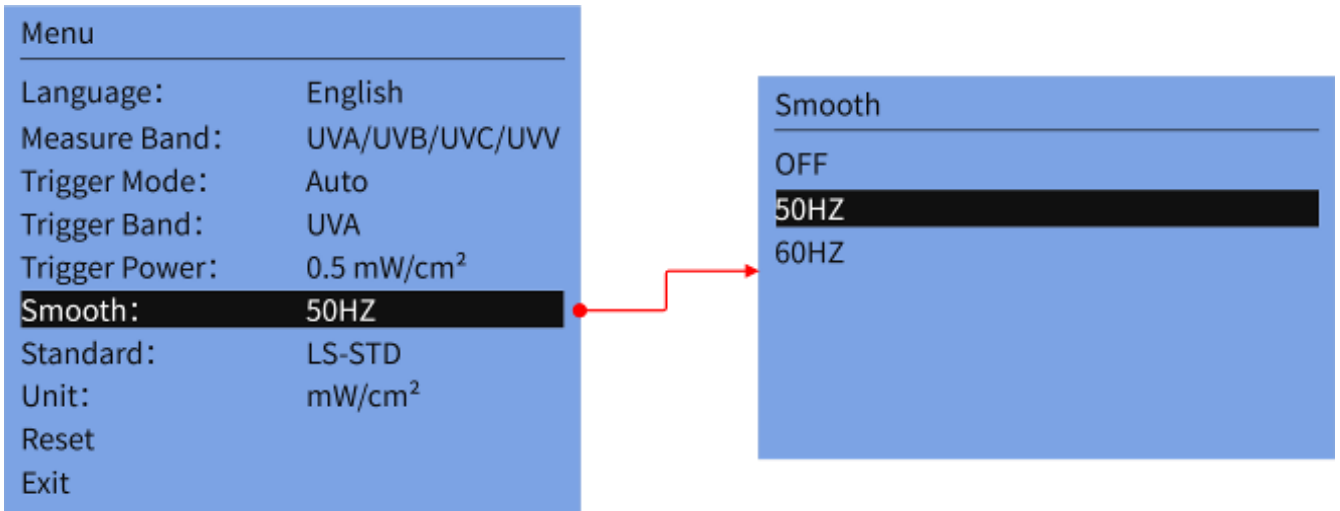 Menu
Language： English
Measure Band： UVA/UVB/UVC/UVV
Trigger Mode： Auto
Trigger Band： UVA
Trigger Power： 0.5 mW/cm²
Smooth： 50HZ
Standard： LS-STD
Unit： mW/cm²
Reset
Exit
Smooth
OFF
50HZ
60HZ